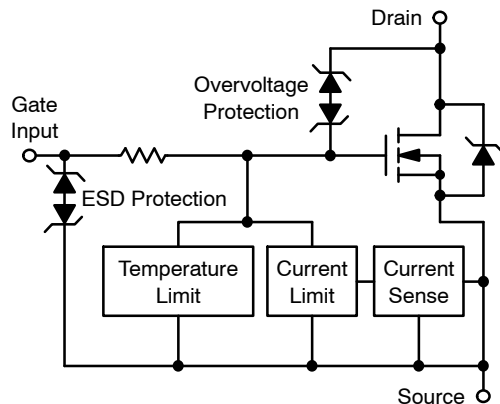 Drain
Overvoltage
Protection
Gate
Input
ESD Protection
Temperature
Limit
Current
Limit
Current
Sense
Source